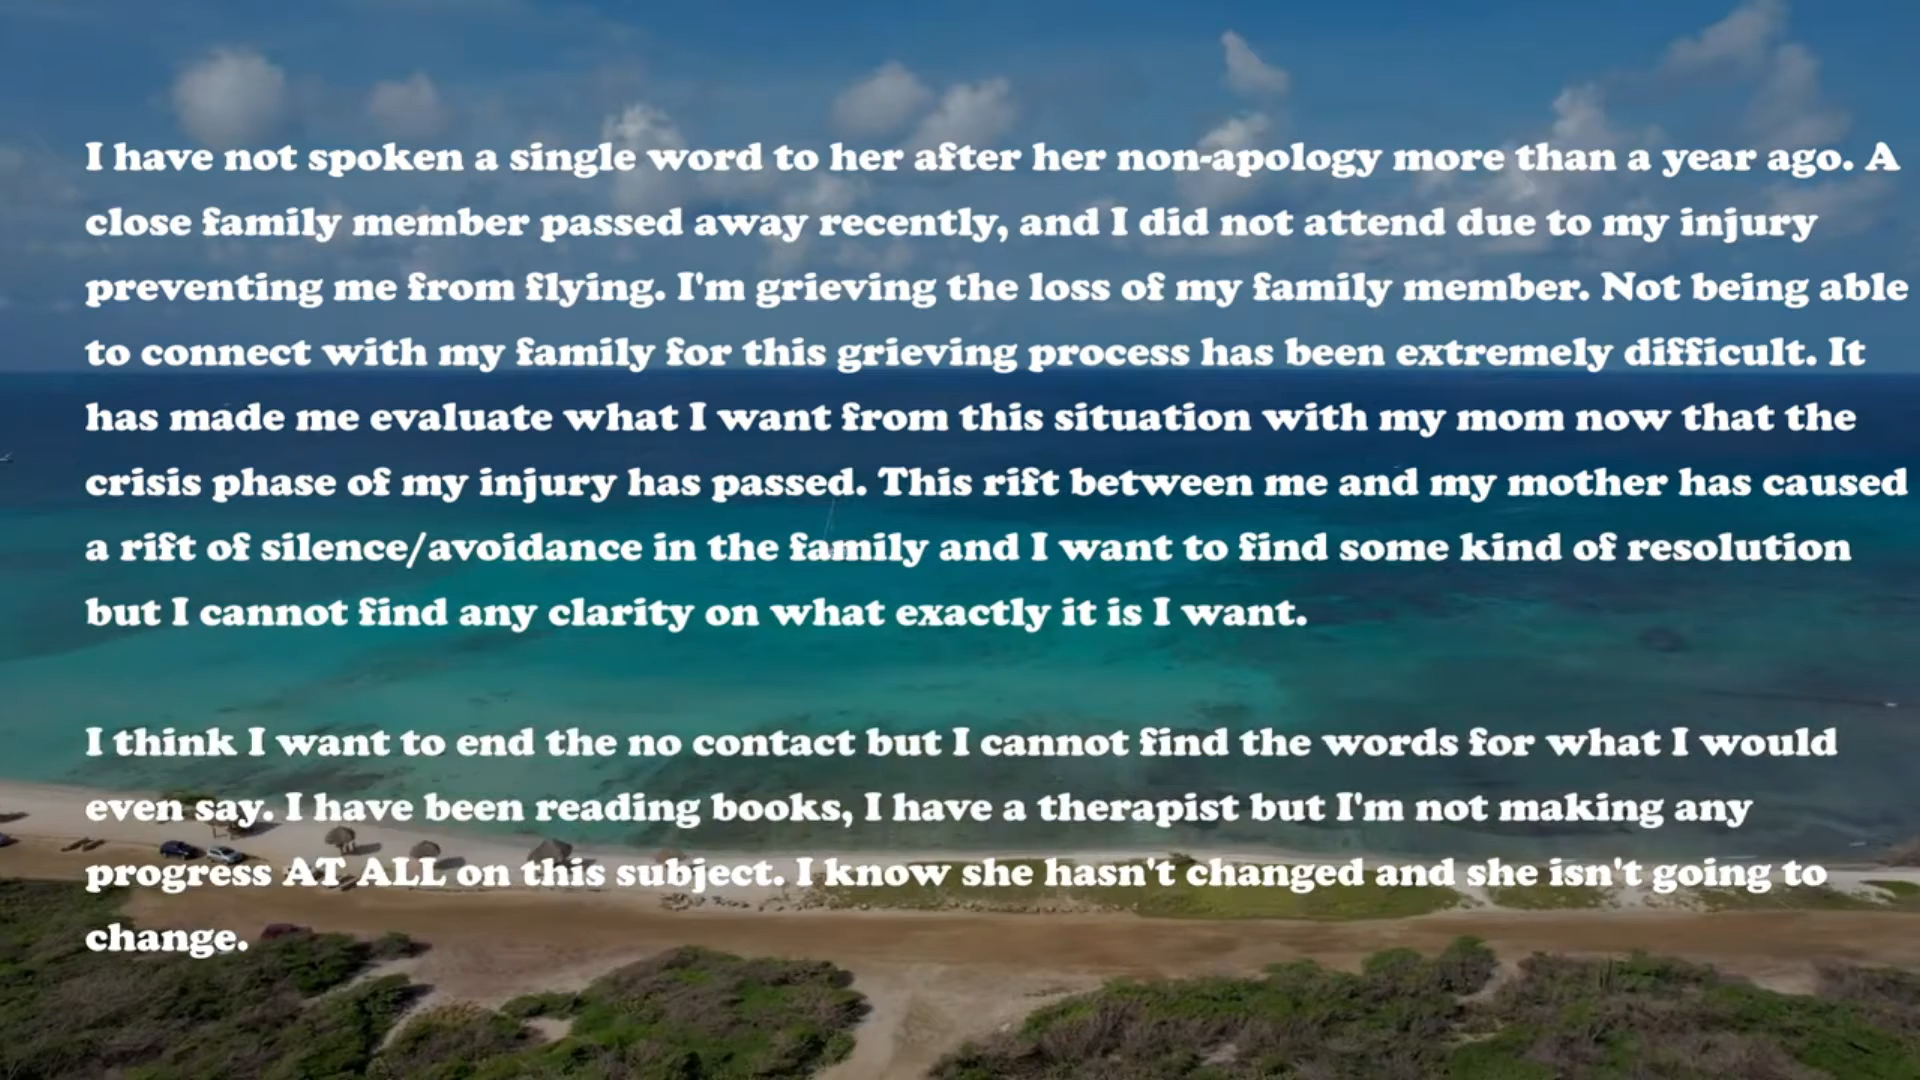 I have not spoken a single word to her after her non-apology more than a year ago. A
close family member passed away recently, and I did not attend due to my injury
preventing me from flying. I'm grieving the loss of my family member. Not being able
to connect with my family for this grieving process has been extremely difficult. It
has made me evaluate what I want from this situation with my mom now that the
crisis phase of my injury has passed. This rift between me and my mother has caused
a rift of silence/avoidance in the family and I want to find some kind of resolution
but I cannot find any clarity on what exactly it is I want.
I think I want to end the no contact but I cannot find the words for what I would
even say. I have been reading books, I have a therapist but I'm not making any
progress AT ALL on this subject. I know she hasn't changed and she isn't going to
change.